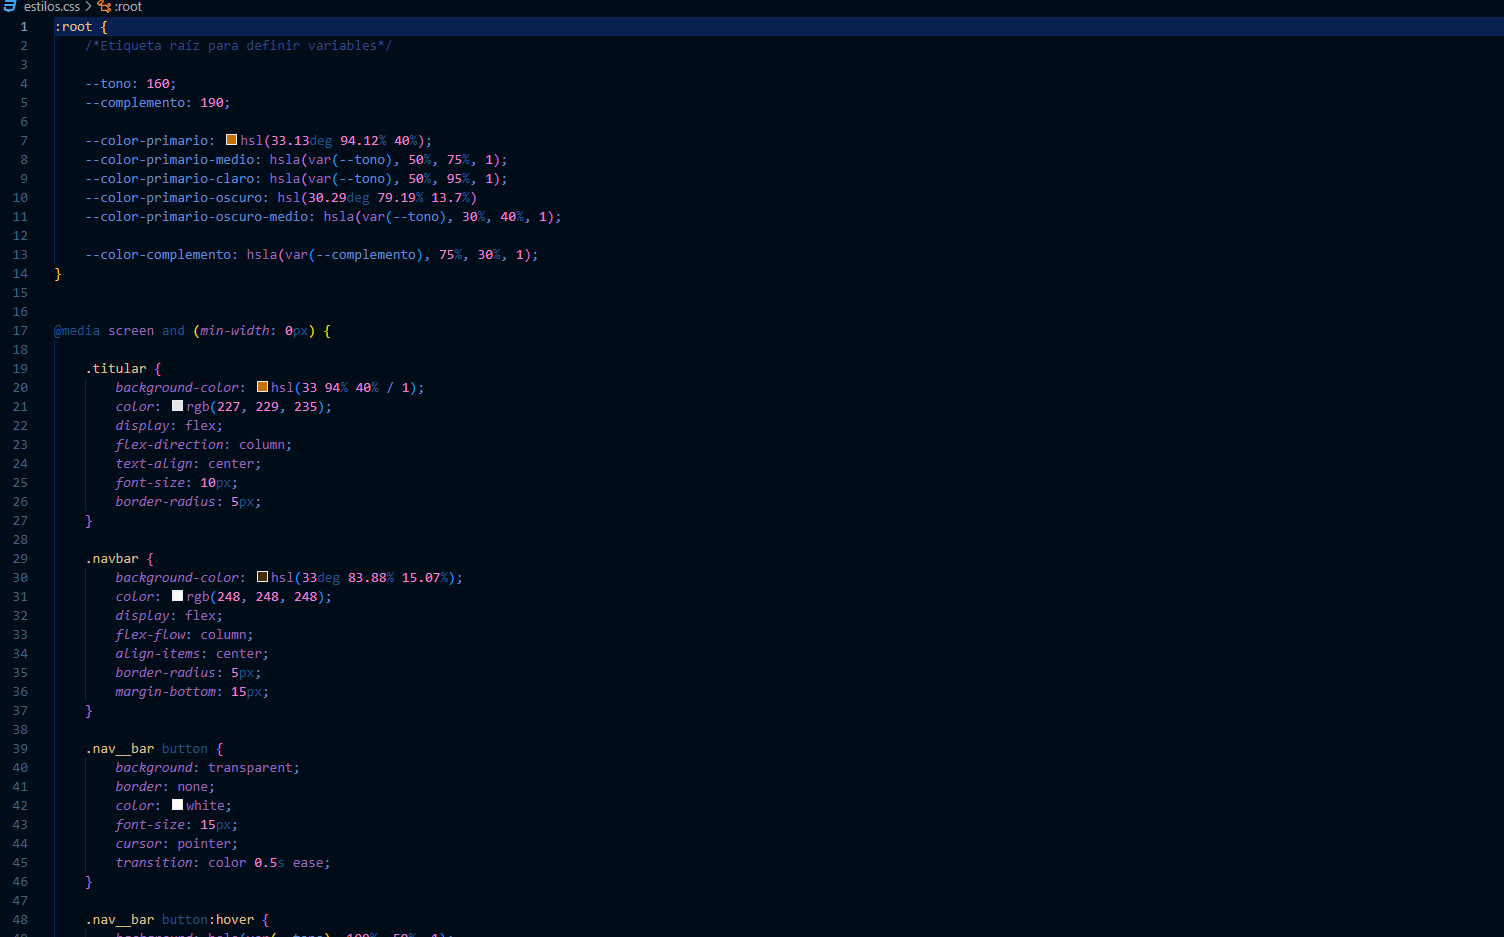 estilos.css > :root
1 :root {
2 /*Etiqueta raíz para definir variables*/
3
4 --tono: 160;
5 --complemento: 190;
6
7 --color-primario: hsl(33.13deg 94.12% 40%);
8 --color-primario-medio: hsla(var(--tono), 50%, 75%, 1);
9 --color-primario-claro: hsla(var(--tono), 50%, 95%, 1);
10 --color-primario-oscuro: hsl(30.29deg 79.19% 13.7%)
11 --color-primario-oscuro-medio: hsla(var(--tono), 30%, 40%, 1);
12
13 --color-complemento: hsla(var(--complemento), 75%, 30%, 1);
14 }
15
16
17 @media screen and (min-width: 0px) {
18
19 .titular {
20 background-color: hsl(33 94% 40% / 1);
21 color: rgb(227, 229, 235);
22 display: flex;
23 flex-direction: column;
24 text-align: center;
25 font-size: 10px;
26 border-radius: 5px;
27 }
28
29 .navbar {
30 background-color: hsl(33deg 83.88% 15.07%);
31 color: rgb(248, 248, 248);
32 display: flex;
33 flex-flow: column;
34 align-items: center;
35 border-radius: 5px;
36 margin-bottom: 15px;
37 }
38
39 .nav__bar button {
40 background: transparent;
41 border: none;
42 color: white;
43 font-size: 15px;
44 cursor: pointer;
45 transition: color 0.5s ease;
46 }
47
48 .nav__bar button:hover {
49 background: hsla(var(--tono), 100%, 50%, 1);